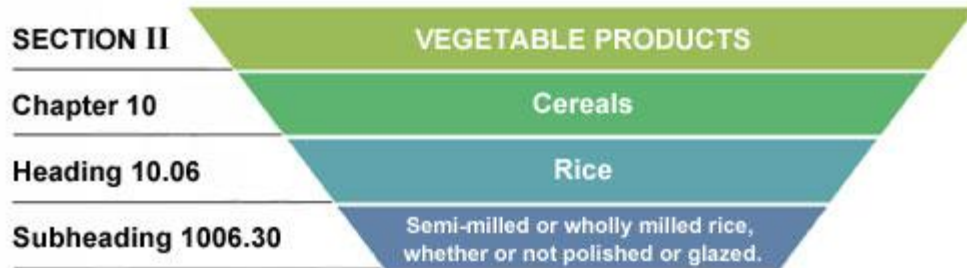 SECTION II
VEGETABLE PRODUCTS
Chapter 10
Cereals
Heading 10.06
Rice
Subheading 1006.30
Semi-milled or wholly milled rice,
whether or not polished or glazed.